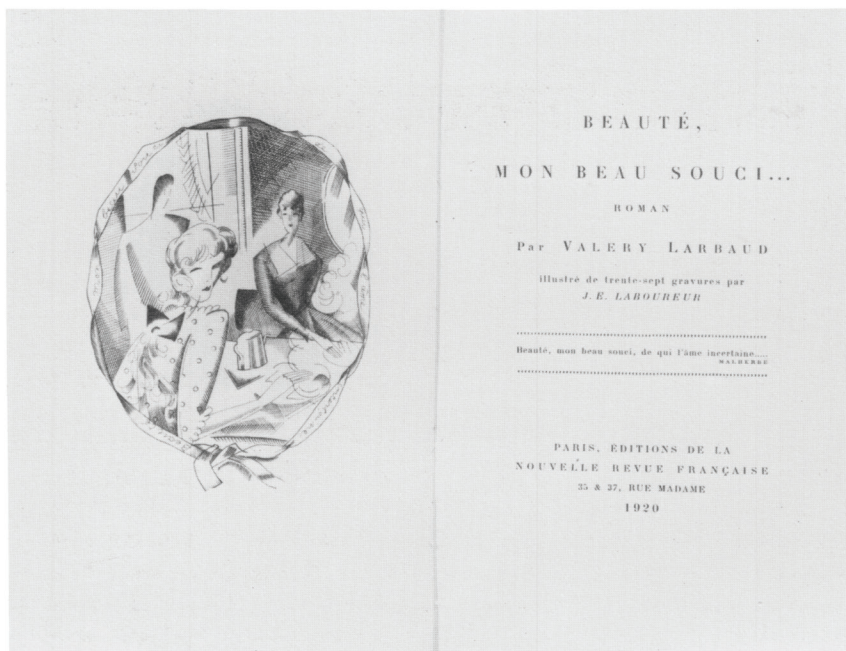 BEAUTÉ,
MON BEAU SOUCI...
ROMAN
Par VALERY LARBAUD
illustré de trente-sept gravures par
J. E. LABOUREUR
Beauté, mon beau souci, de qui l'âme incertaine.....
MALHERBE
PARIS, ÉDITIONS DE LA
NOUVELLE REVUE FRANÇAISE
35 & 37, RUE MADAME
1920